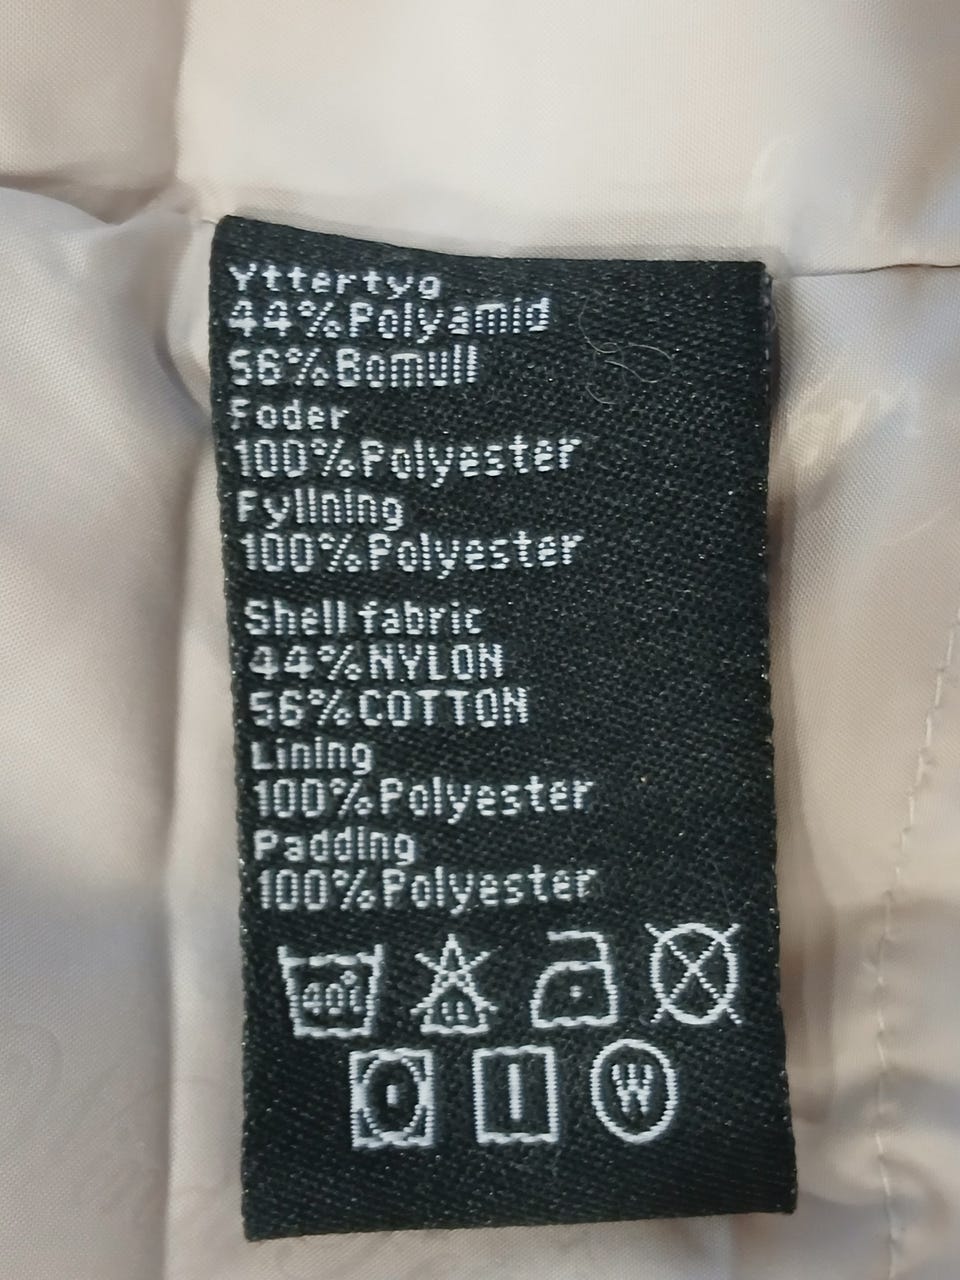 Yttertyg
44%Polyamid
56%Bomull
Foder
100%Polyester
Fyllning
100%Polyester
Shell fabric
44%NYLON
56%COTTON
Lining
100%Polyester
Padding
100%Polyester
40°
W